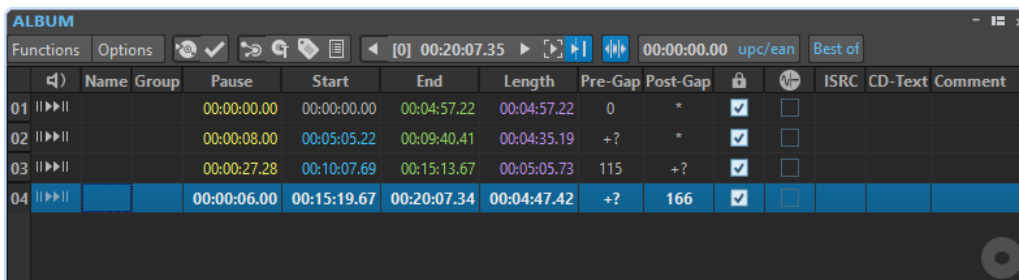 ALBUM
Functions Options [0] 00:20:07.35 00:00:00.00 upc/ean Best of
Name Group Pause Start End Length Pre-Gap Post-Gap ISRC CD-Text Comment
01 00:00:00.00 00:00:00.00 00:04:57.22 00:04:57.22 0 *
02 00:00:08.00 00:05:05.22 00:09:40.41 00:04:35.19 +? *
03 00:00:27.28 00:10:07.69 00:15:13.67 00:05:05.73 115 +?
04 00:00:06.00 00:15:19.67 00:20:07.34 00:04:47.42 +? 166